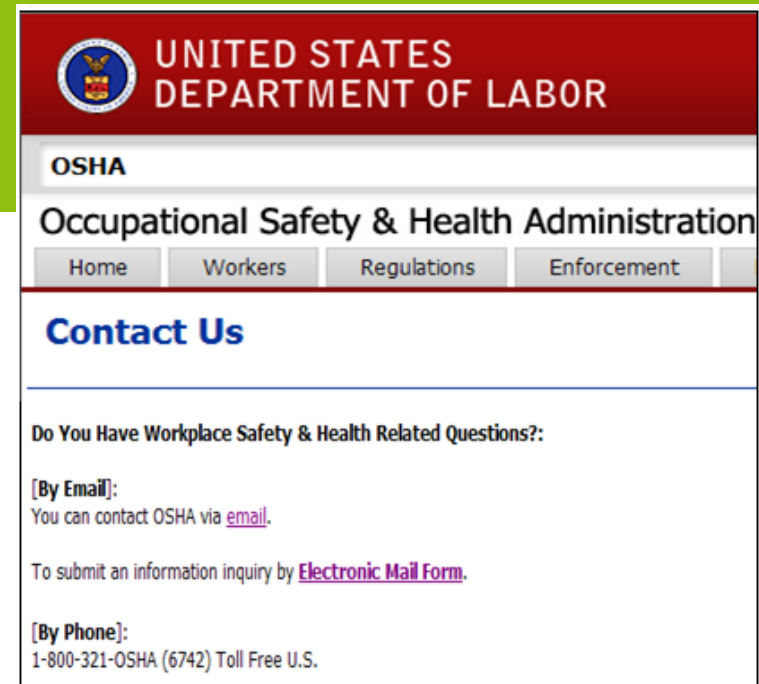 UNITED STATES
DEPARTMENT OF LABOR
OSHA
Occupational Safety & Health Administration
Home Workers Regulations Enforcement
Contact Us
Do You Have Workplace Safety & Health Related Questions?:
[By Email]:
You can contact OSHA via email.
To submit an information inquiry by Electronic Mail Form.
[By Phone]:
1-800-321-OSHA (6742) Toll Free U.S.